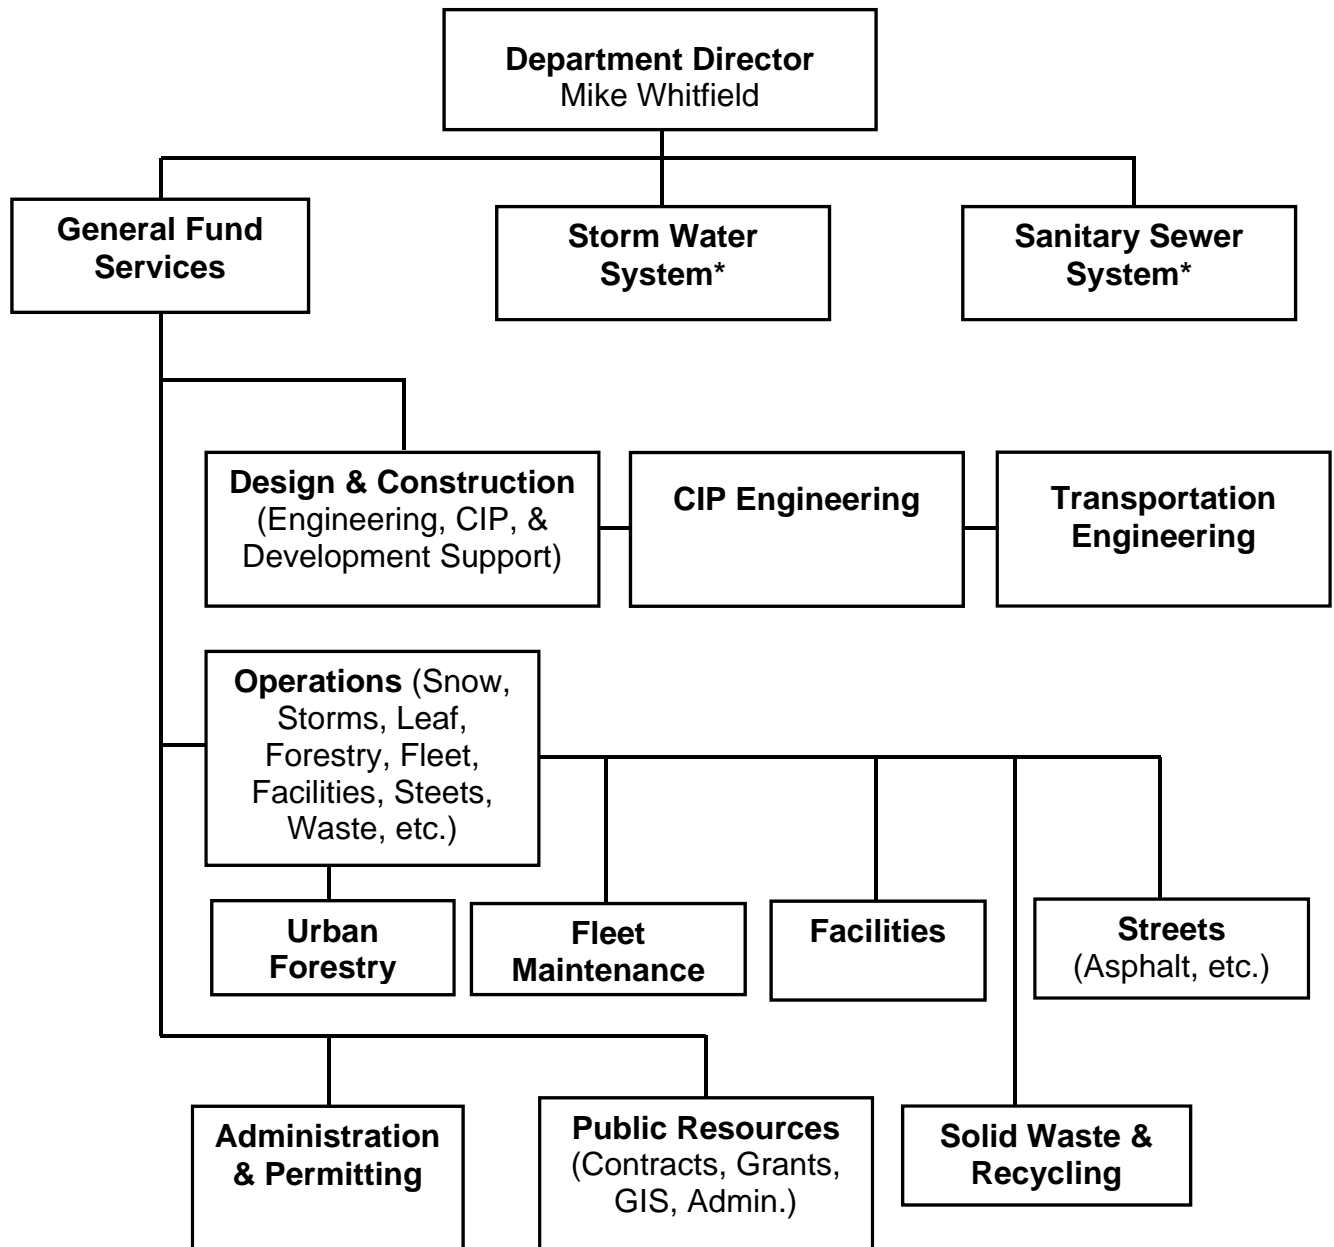 Department Director
Mike Whitfield
General Fund
Services
Storm Water
System*
Sanitary Sewer
System*
Design & Construction
(Engineering, CIP, &
Development Support)
CIP Engineering
Transportation
Engineering
Operations (Snow,
Storms, Leaf,
Forestry, Fleet,
Facilities, Steets,
Waste, etc.)
Urban
Forestry
Fleet
Maintenance
Facilities
Streets
(Asphalt, etc.)
Administration
& Permitting
Public Resources
(Contracts, Grants,
GIS, Admin.)
Solid Waste &
Recycling